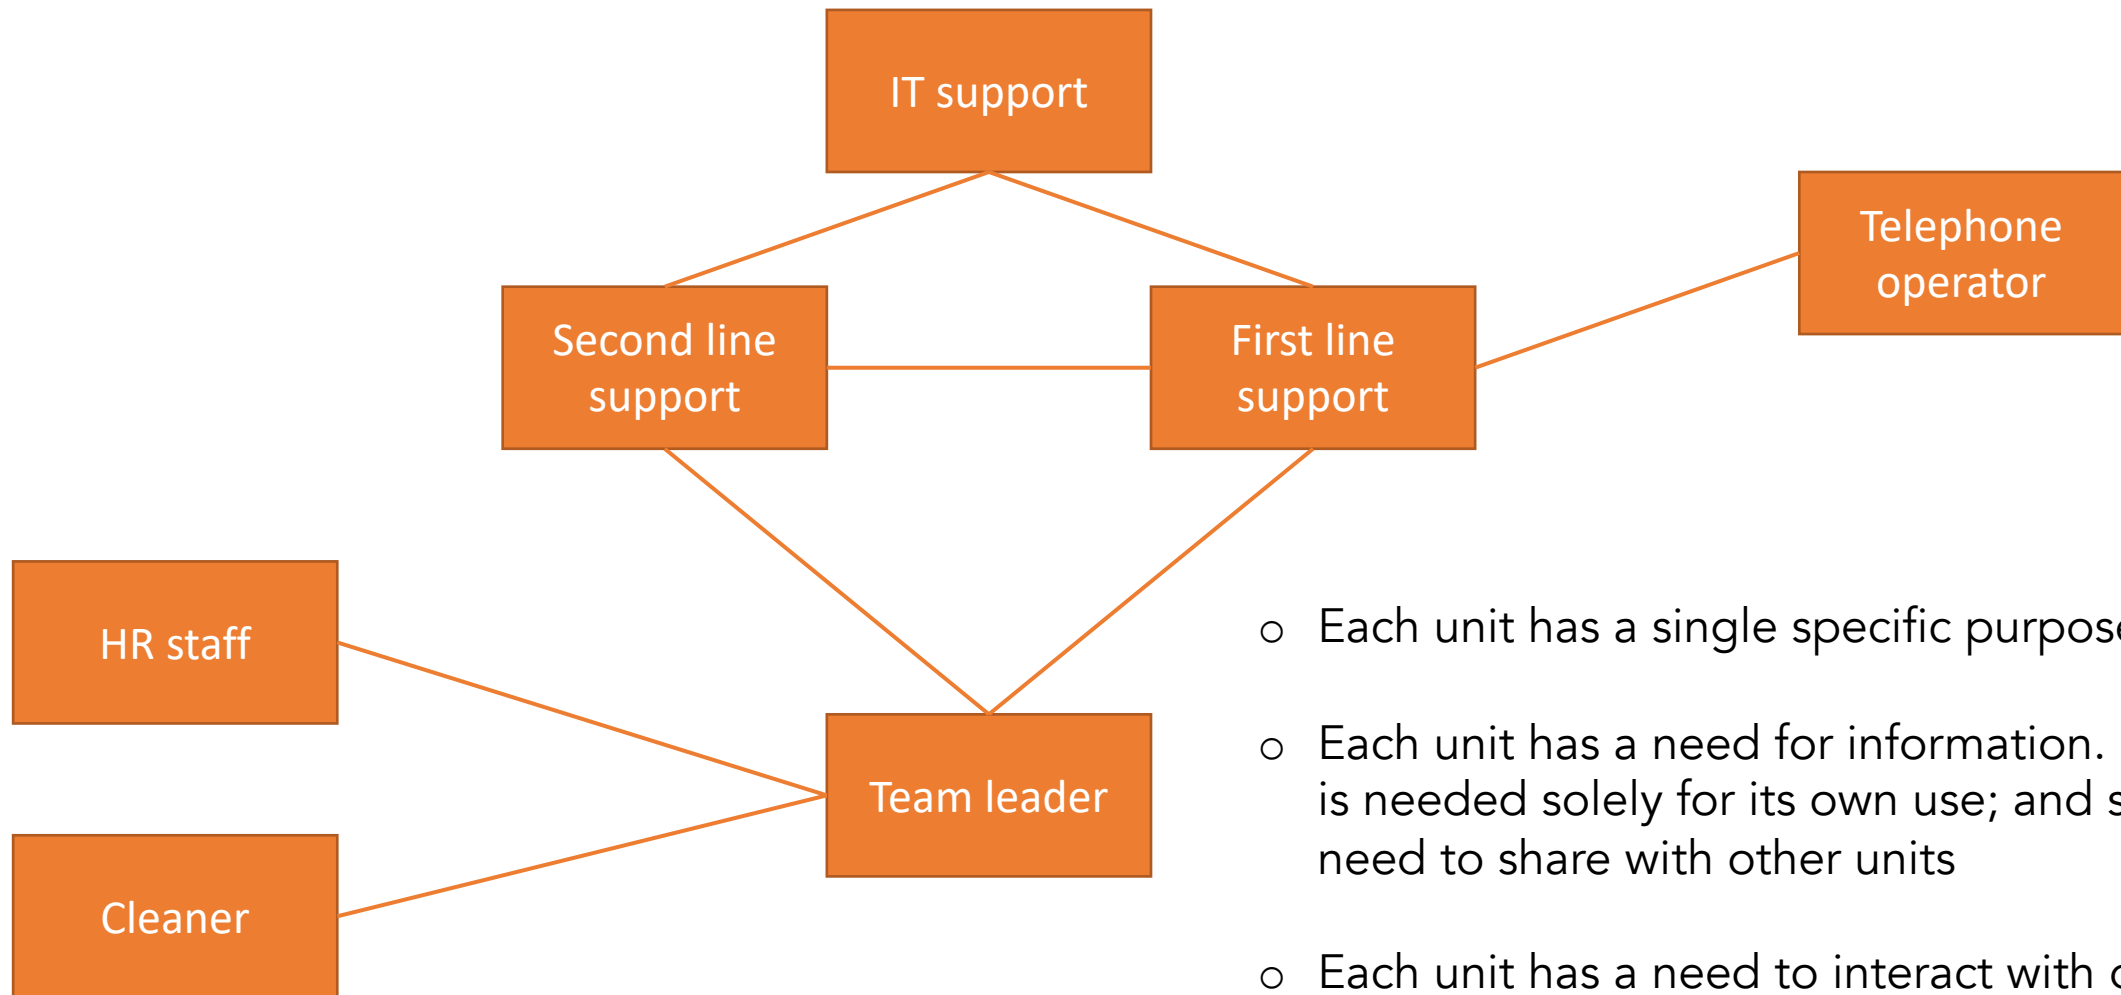 IT support
Telephone
operator
Second line
support
First line
support
HR staff
Team leader
Cleaner
o Each unit has a single specific purpose
o Each unit has a need for information.
is needed solely for its own use; and
need to share with other units
o Each unit has a need to interact with